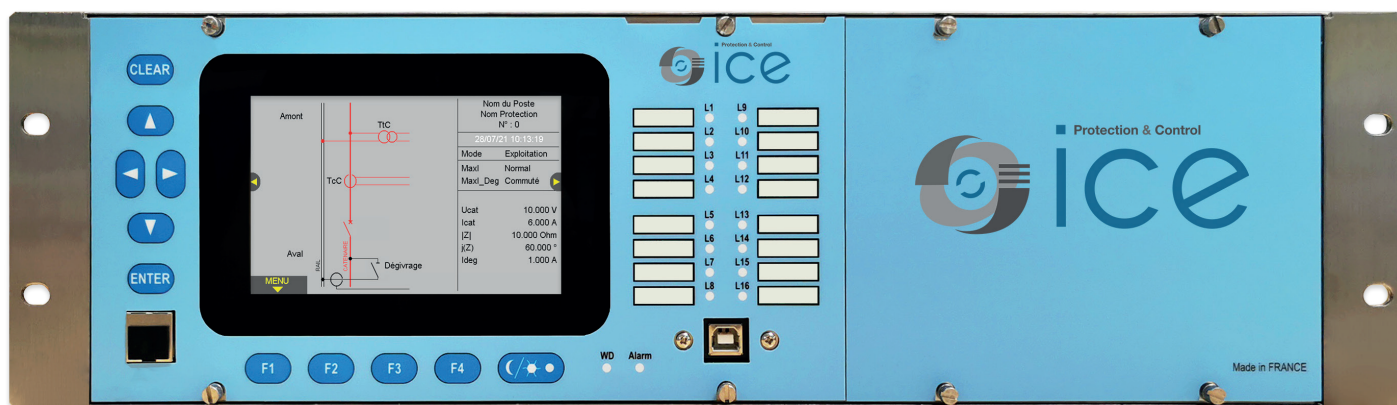 CLEAR
ENTER
Amont
TtC
TcC
Aval
RAIL
CATENAIRE
Dégivrage
MENU
Nom du Poste
Nom Protection
N° : 0
28/07/21 10:13:19
Mode Exploitation
MaxI Normal
MaxI_Deg Commuté
Ucat 10.000 V
Icat 6.000 A
|Z| 10.000 Ohm
j(Z) 60.000 °
Ideg 1.000 A
F1
F2
F3
F4
WD
Alarm
Protection & Control
ice
L1 L9
L2 L10
L3 L11
L4 L12
L5 L13
L6 L14
L7 L15
L8 L16
Protection & Control
ice
Made in FRANCE